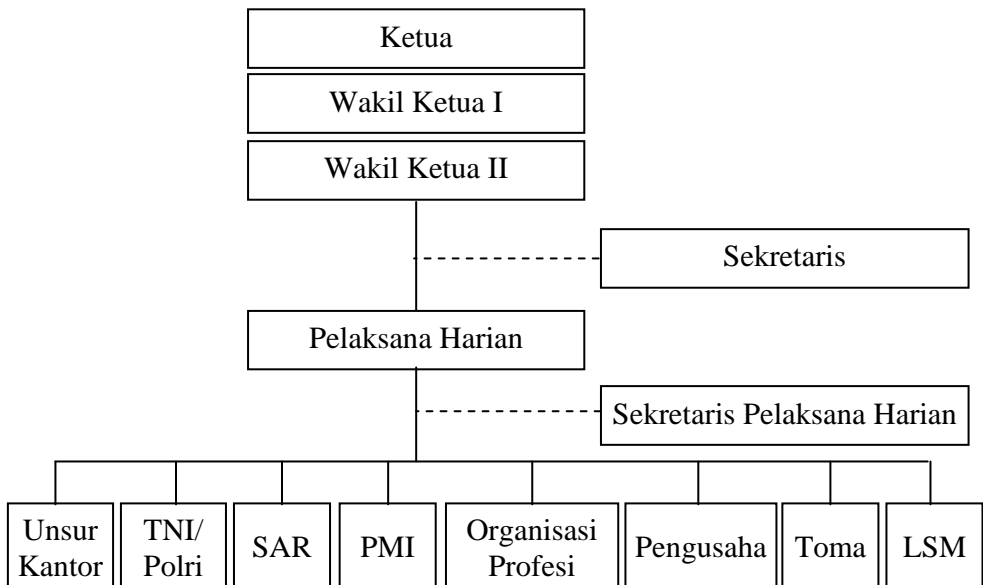 Ketua
Wakil Ketua I
Wakil Ketua II
Sekretaris
Pelaksana Harian
Sekretaris Pelaksana Harian
Unsur
Kantor
TNI/
Polri
SAR
PMI
Organisasi
Profesi
Pengusaha
Toma
LSM